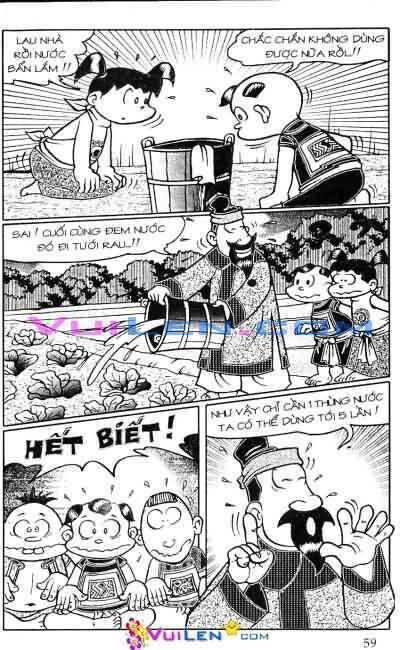 LAU NHÀ
RỒI NƯỚC
BẨN LẮM !!
CHẮC CHẮN KHÔNG DÙNG
ĐƯỢC NỮA RỒI..!!
SAI ! CUỐI CÙNG ĐEM NƯỚC
ĐÓ ĐI TƯỚI RAU..!!
VUILEN.COM
HẾT BIẾT!
NHƯ VẬY CHỈ CẦN 1 THÙNG NƯỚC
TA CÓ THỂ DÙNG TỚI 5 LẦN !
59
VUILEN.COM